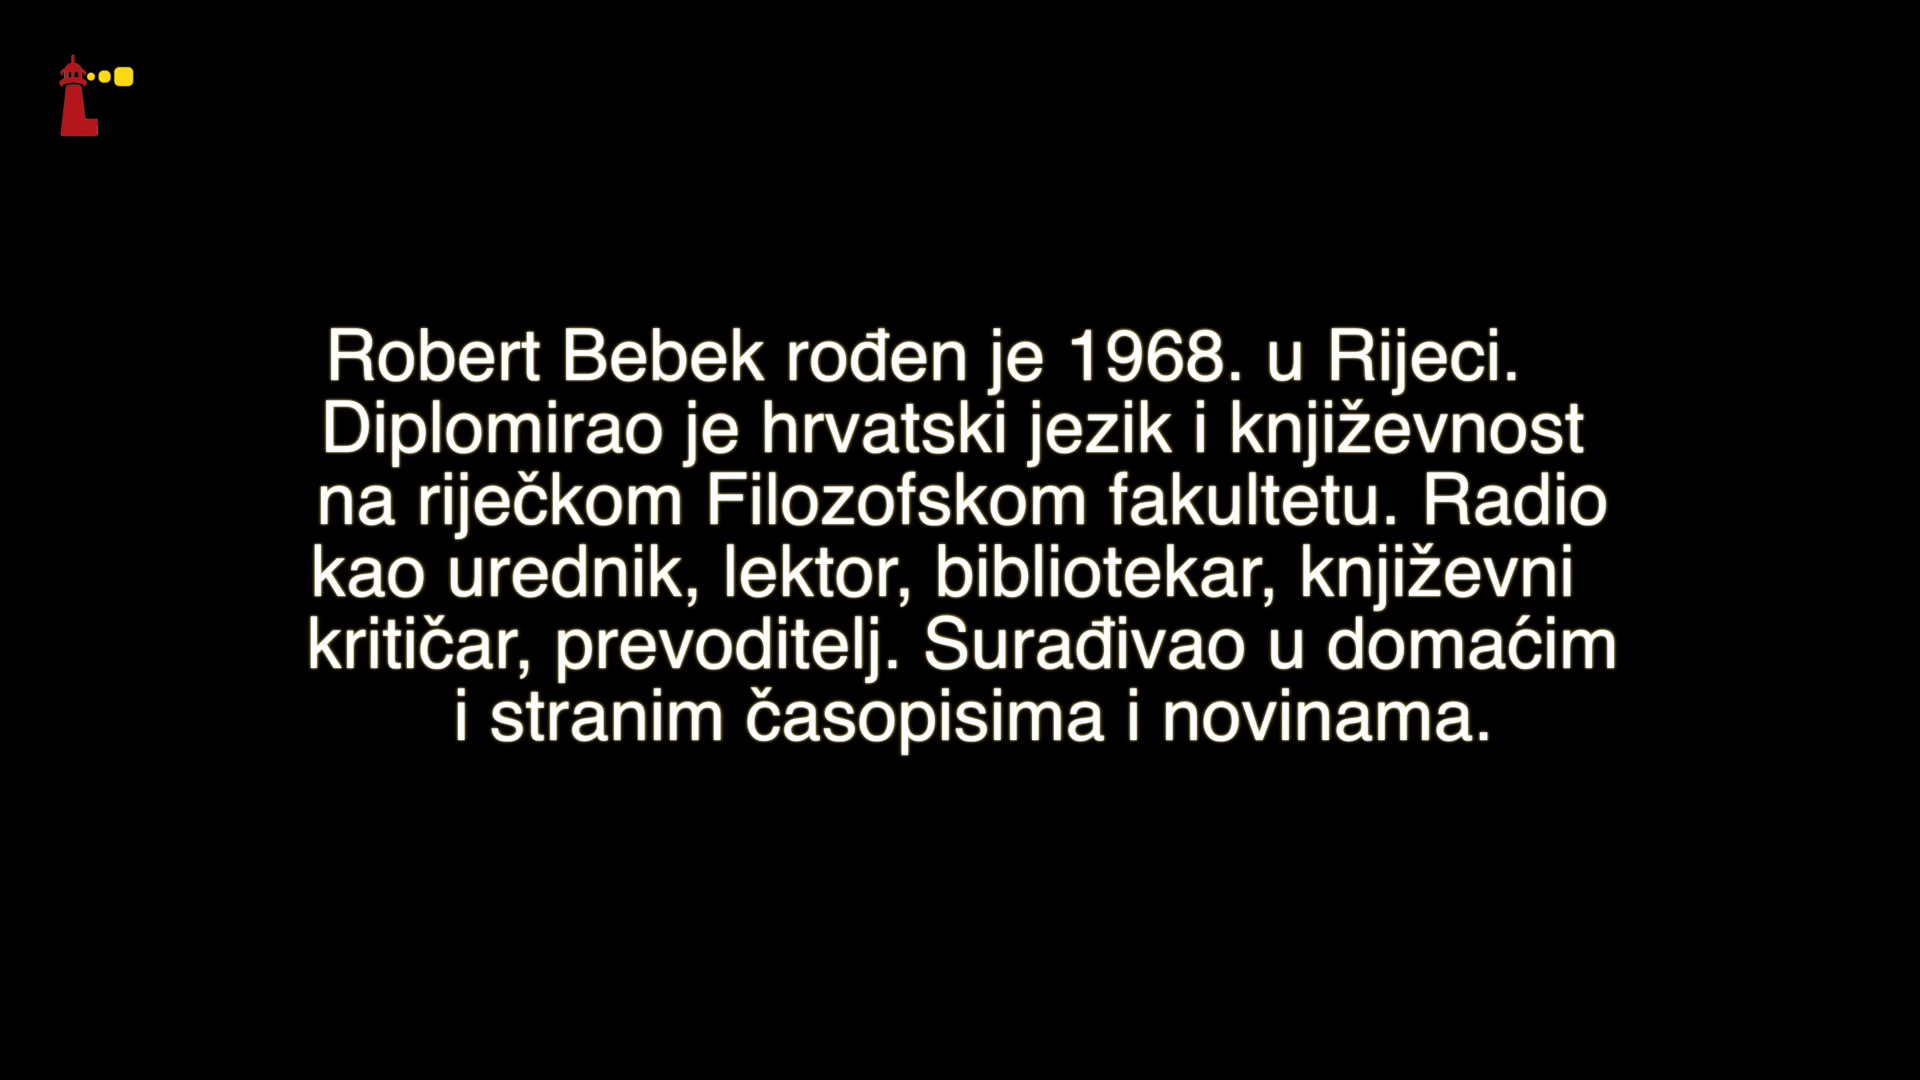 Robert Bebek rođen je 1968. u Rijeci.
Diplomirao je hrvatski jezik i književnost
na riječkom Filozofskom fakultetu. Radio
kao urednik, lektor, bibliotekar, književni
kritičar, prevoditelj. Surađivao u domaćim
i stranim časopisima i novinama.